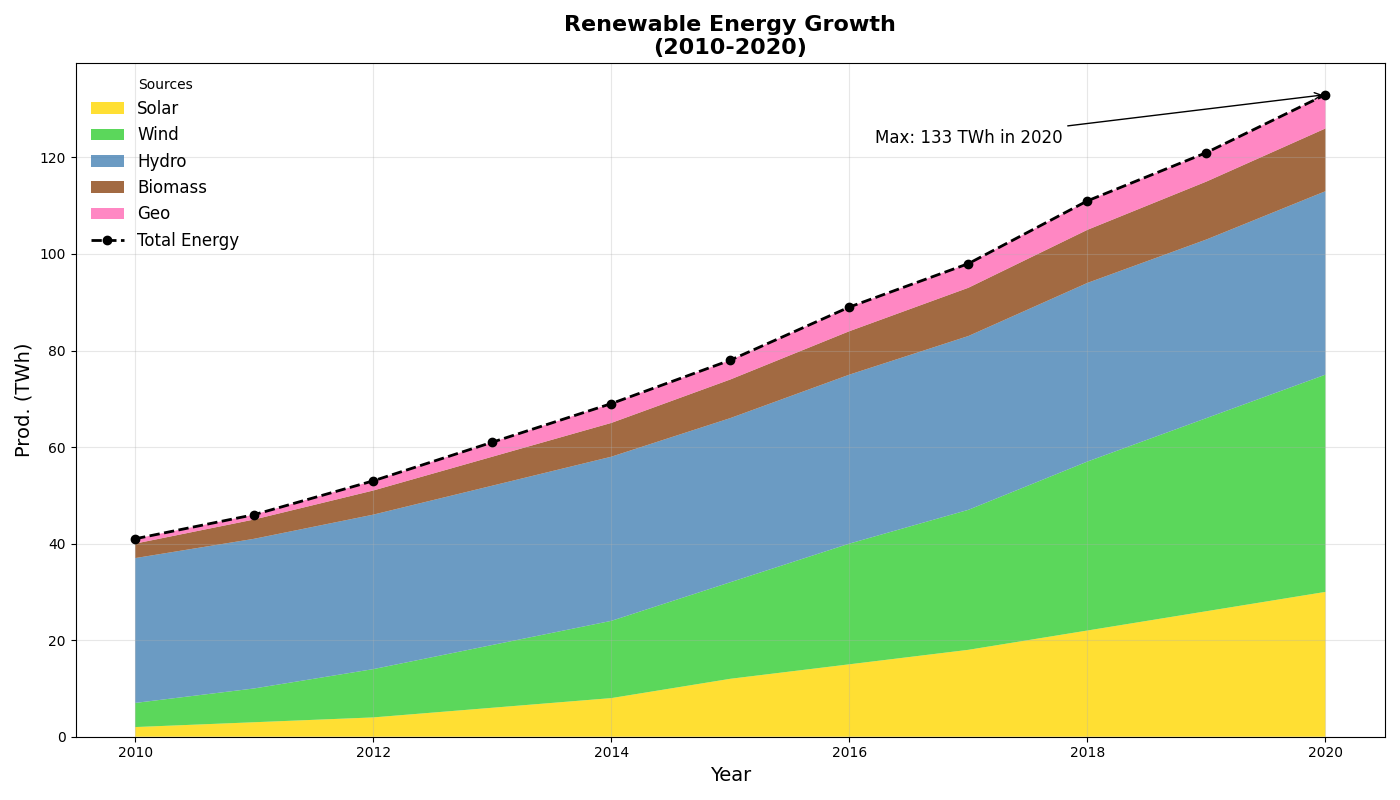 Renewable Energy Growth
(2010-2020)
Sources
Solar
Wind
Hydro
Biomass
Geo
Total Energy
Max: 133 TWh in 2020
Prod. (TWh)
120
100
80
60
40
20
0
2010 2012 2014 2016 2018 2020
Year